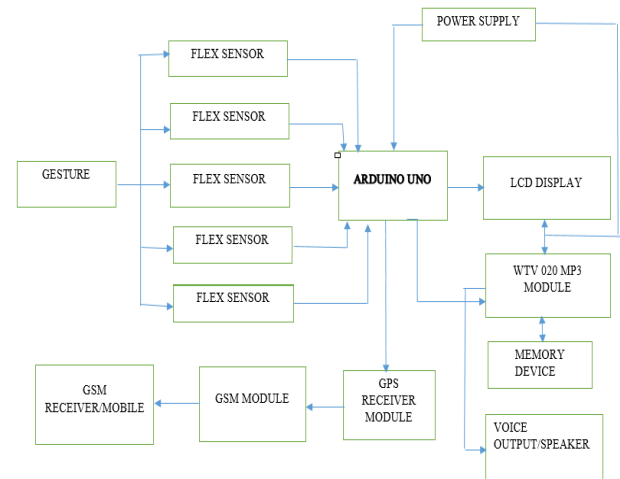 POWER SUPPLY
FLEX SENSOR
FLEX SENSOR
GESTURE
FLEX SENSOR
ARDUINO UNO
LCD DISPLAY
FLEX SENSOR
FLEX SENSOR
WTV 020 MP3
MODULE
MEMORY
DEVICE
GSM
RECEIVER/MOBILE
GSM MODULE
GPS
RECEIVER
MODULE
VOICE
OUTPUT/SPEAKER